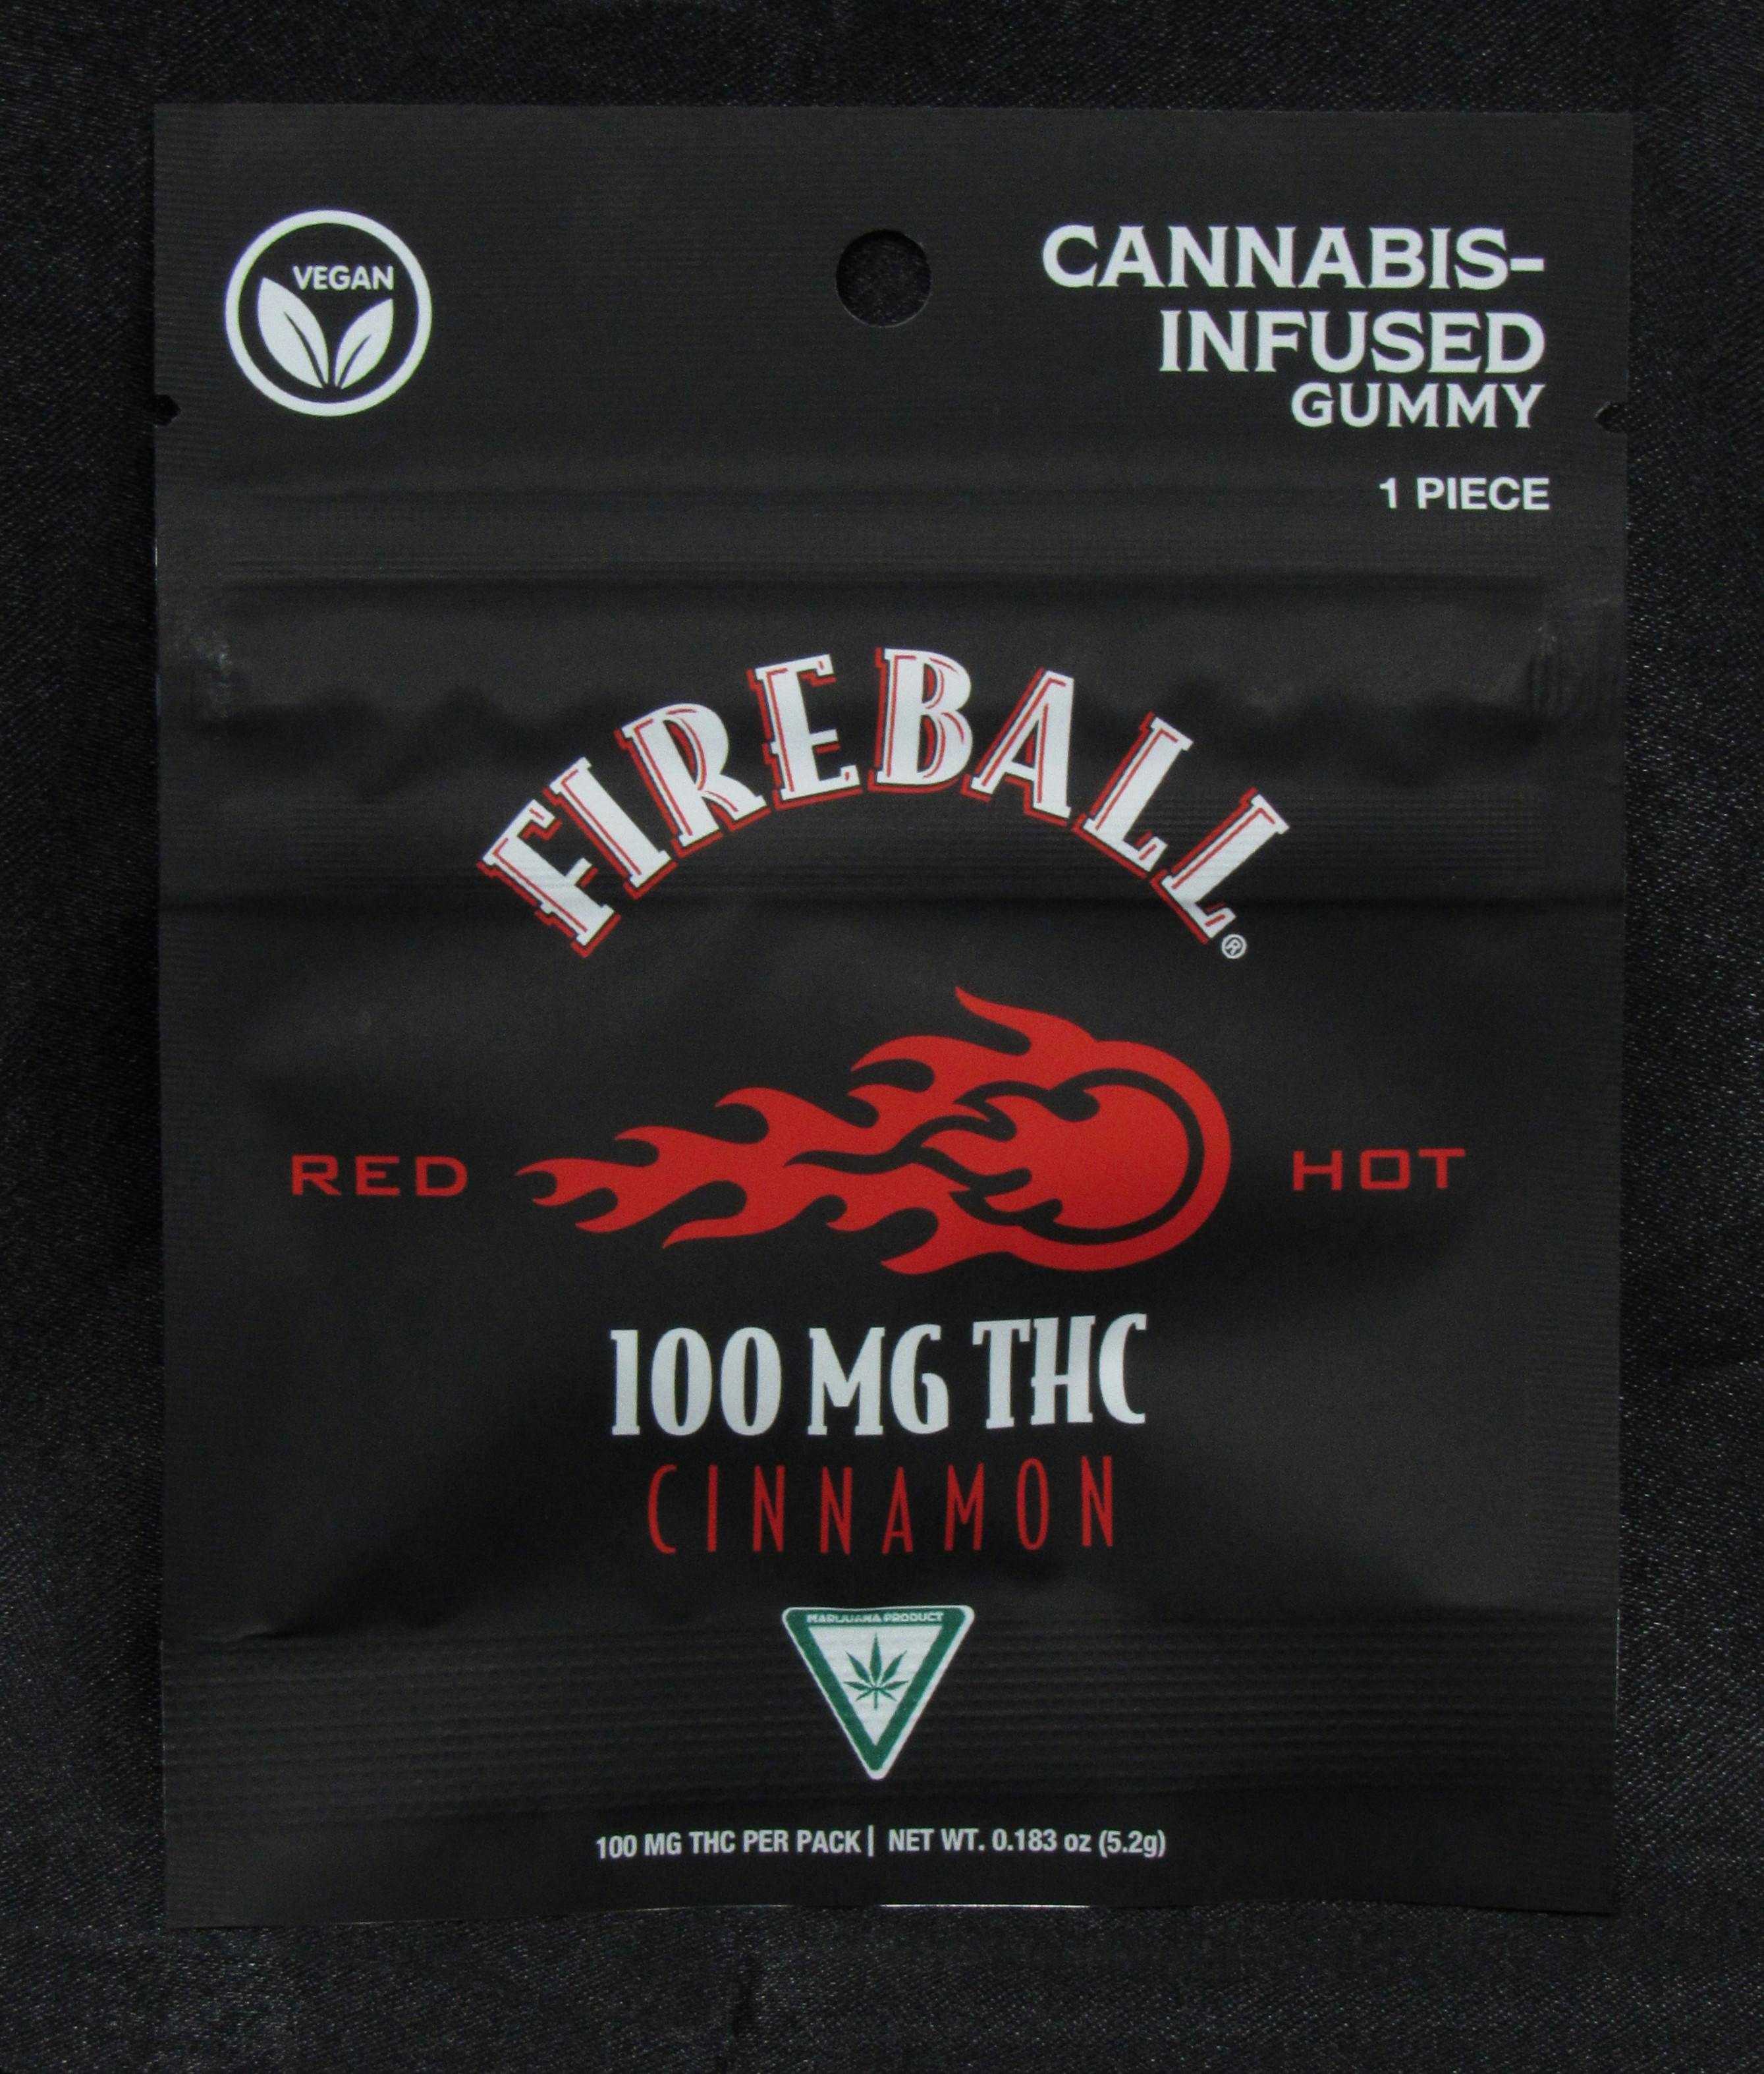 VEGAN
CANNABIS-
INFUSED
GUMMY
1 PIECE
FIREBALL®
RED HOT
100 MG THC
CINNAMON
MARIJUANA PRODUCT
100 MG THC PER PACK | NET WT. 0.183 oz (5.2g)